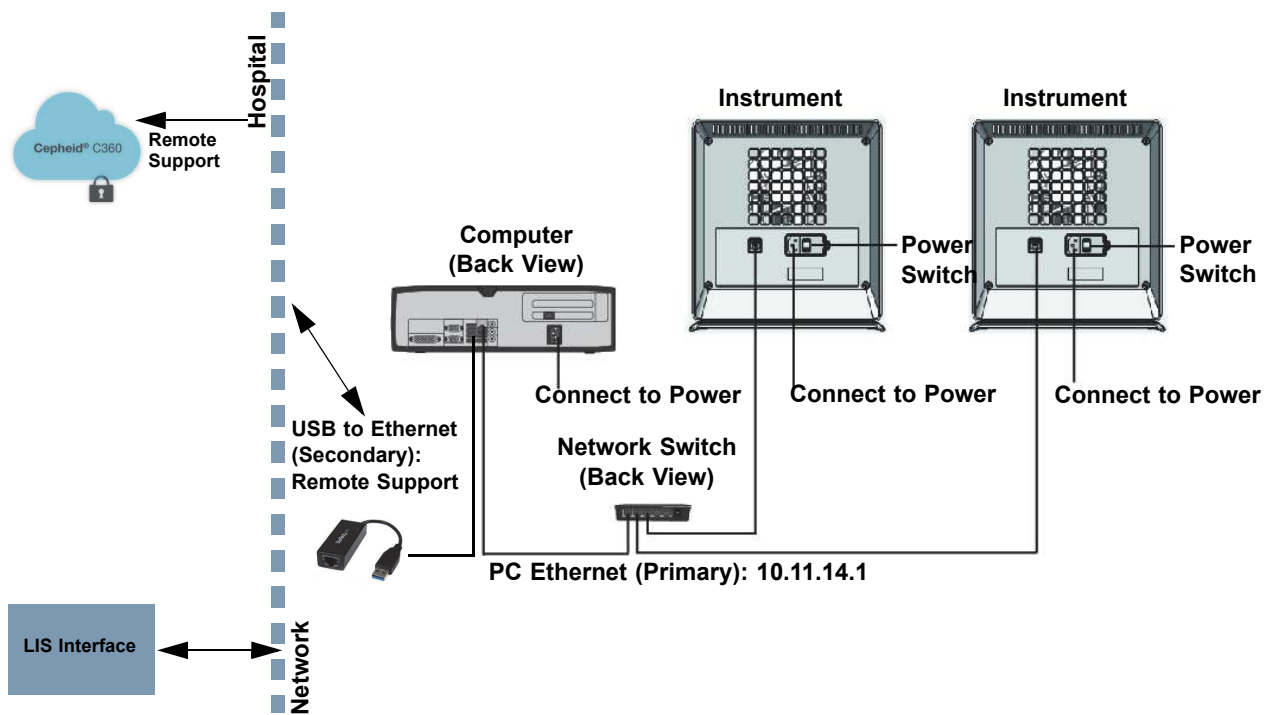 Hospital
Cepheid® C360
Remote
Support
Instrument
Instrument
Computer
(Back View)
Power
Switch
Power
Switch
Connect to Power
Connect to Power
Connect to Power
USB to Ethernet
(Secondary):
Remote Support
Network Switch
(Back View)
PC Ethernet (Primary): 10.11.14.1
LIS Interface
Network